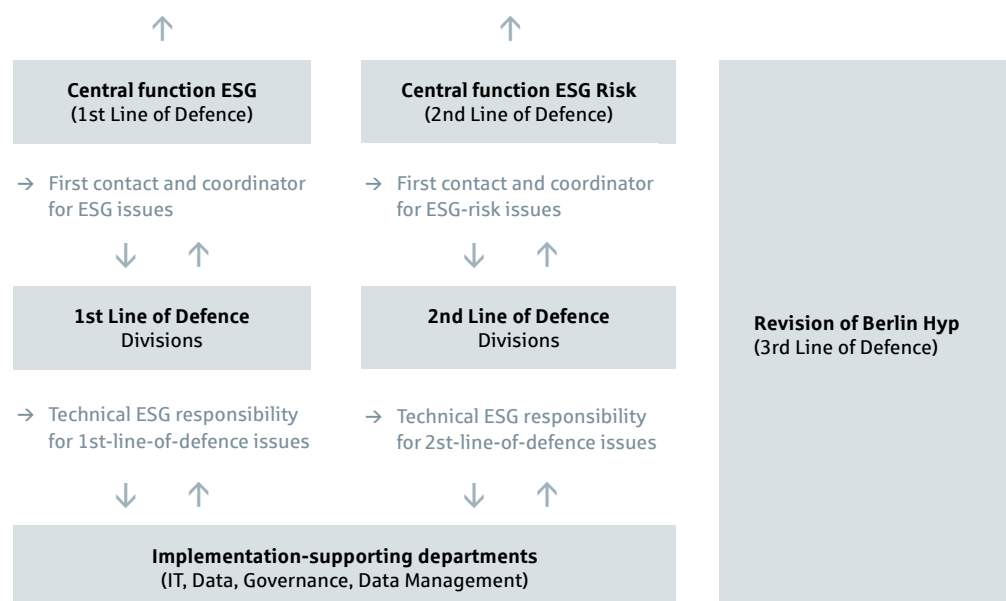 Central function ESG
(1st Line of Defence)
Central function ESG Risk
(2nd Line of Defence)
→ First contact and coordinator
for ESG issues
→ First contact and coordinator
for ESG-risk issues
1st Line of Defence
Divisions
2nd Line of Defence
Divisions
Revision of Berlin Hyp
(3rd Line of Defence)
→ Technical ESG responsibility
for 1st-line-of-defence issues
→ Technical ESG responsibility
for 2st-line-of-defence issues
Implementation-supporting departments
(IT, Data, Governance, Data Management)